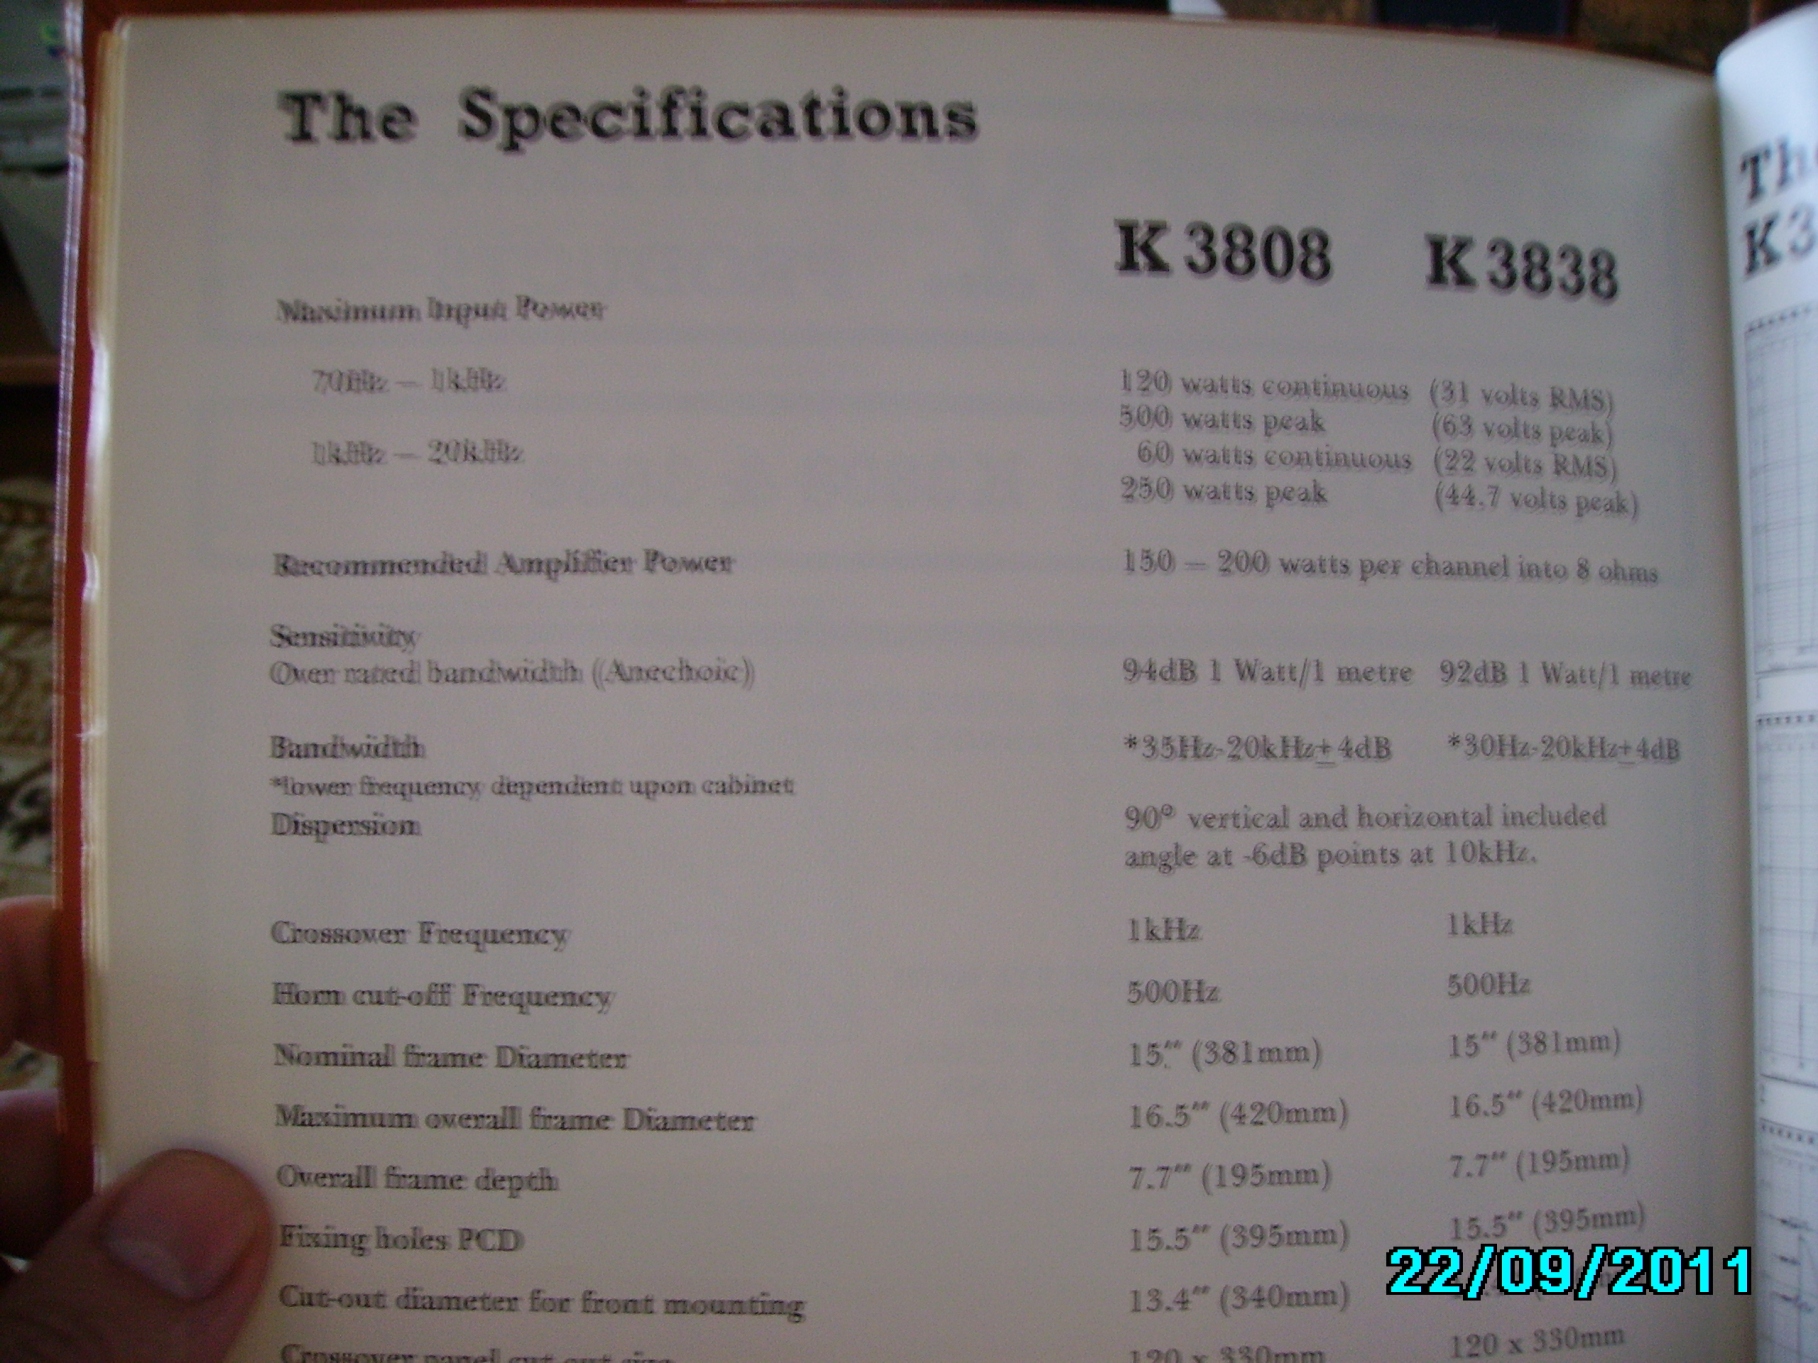 The Specifications
K 3808 K 3838
Maximum Input Power
70Hz — 1kHz 120 watts continuous (31 volts RMS)
500 watts peak (63 volts peak)
1kHz — 20kHz 60 watts continuous (22 volts RMS)
250 watts peak (44.7 volts peak)
Recommended Amplifier Power 150 — 200 watts per channel into 8 ohms
Sensitivity
Over rated bandwidth (Anechoic) 94dB 1 Watt/1 metre 92dB 1 Watt/1 metre
Bandwidth *35Hz-20kHz±4dB *30Hz-20kHz±4dB
*lower frequency dependent upon cabinet
Dispersion 90° vertical and horizontal included
angle at -6dB points at 10kHz.
Crossover Frequency 1kHz 1kHz
Horn cut-off Frequency 500Hz 500Hz
Nominal frame Diameter 15" (381mm) 15" (381mm)
Maximum overall frame Diameter 16.5" (420mm) 16.5" (420mm)
Overall frame depth 7.7" (195mm) 7.7" (195mm)
Fixing holes PCD 15.5" (395mm) 15.5" (395mm)
Cut-out diameter for front mounting 13.4" (340mm)
Crossover panel cut-out size 120 x 330mm 120 x 330mm
22/09/2011